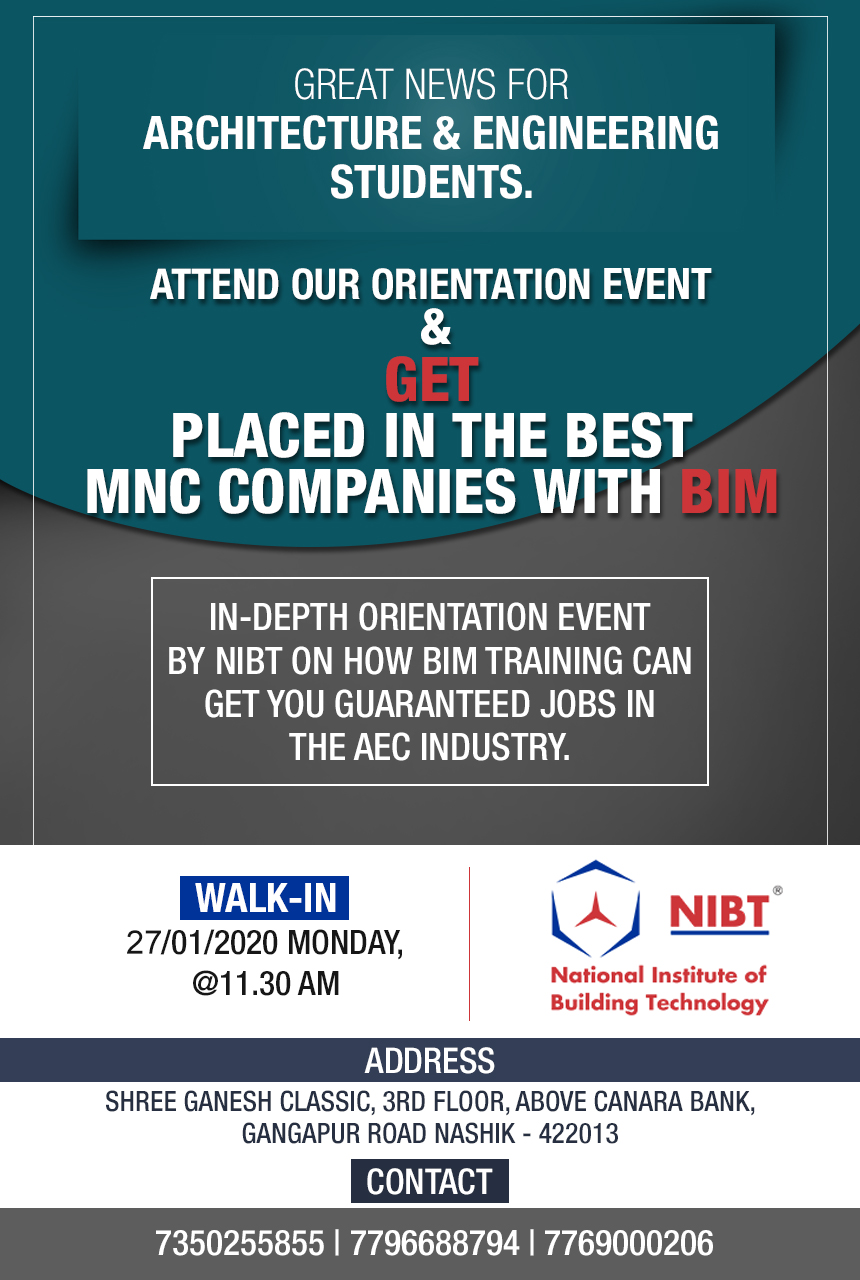 GREAT NEWS FOR
ARCHITECTURE & ENGINEERING
STUDENTS.
ATTEND OUR ORIENTATION EVENT
&
GET
PLACED IN THE BEST
MNC COMPANIES WITH BIM
IN-DEPTH ORIENTATION EVENT
BY NIBT ON HOW BIM TRAINING CAN
GET YOU GUARANTEED JOBS IN
THE AEC INDUSTRY.
WALK-IN
27/01/2020 MONDAY,
@11.30 AM
NIBT®
National Institute of
Building Technology
ADDRESS
SHREE GANESH CLASSIC, 3RD FLOOR, ABOVE CANARA BANK,
GANGAPUR ROAD NASHIK - 422013
CONTACT
7350255855 | 7796688794 | 7769000206